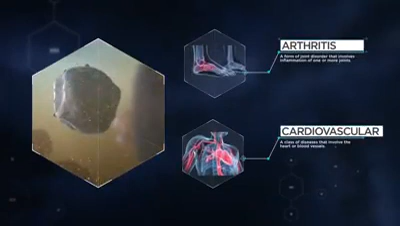 ARTHRITIS
A form of joint disorder that involves
inflammation of one or more joints.
CARDIOVASCULAR
A class of diseases that involve the
heart or blood vessels.